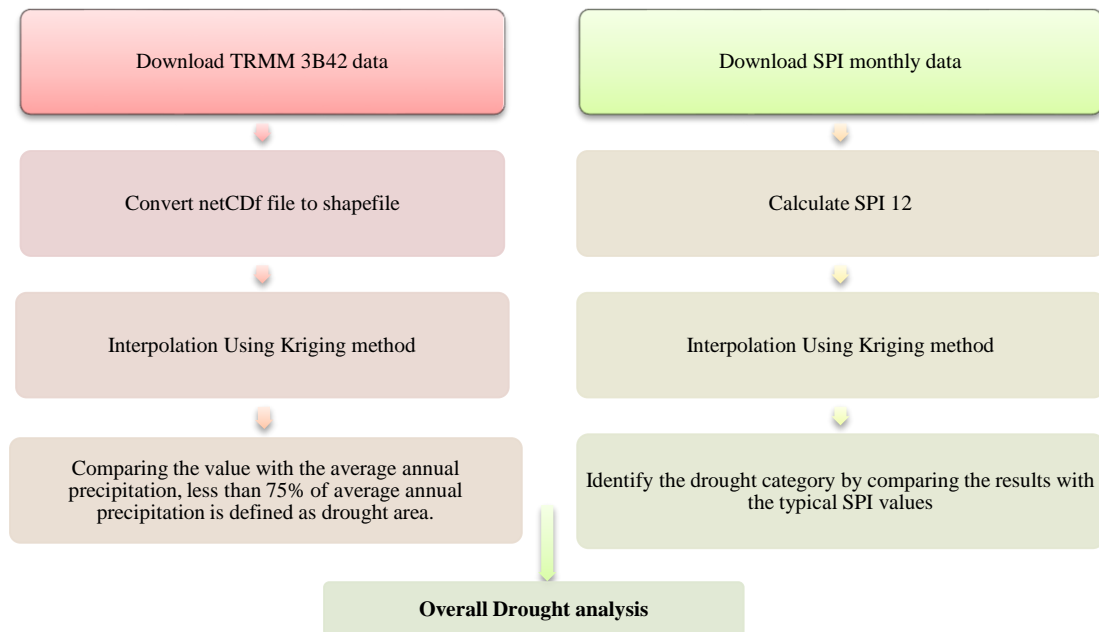 Download TRMM 3B42 data
Convert netCDf file to shapefile
Interpolation Using Kriging method
Comparing the value with the average annual
precipitation, less than 75% of average annual
precipitation is defined as drought area.
Download SPI monthly data
Calculate SPI 12
Interpolation Using Kriging method
Identify the drought category by comparing the results with
the typical SPI values
Overall Drought analysis